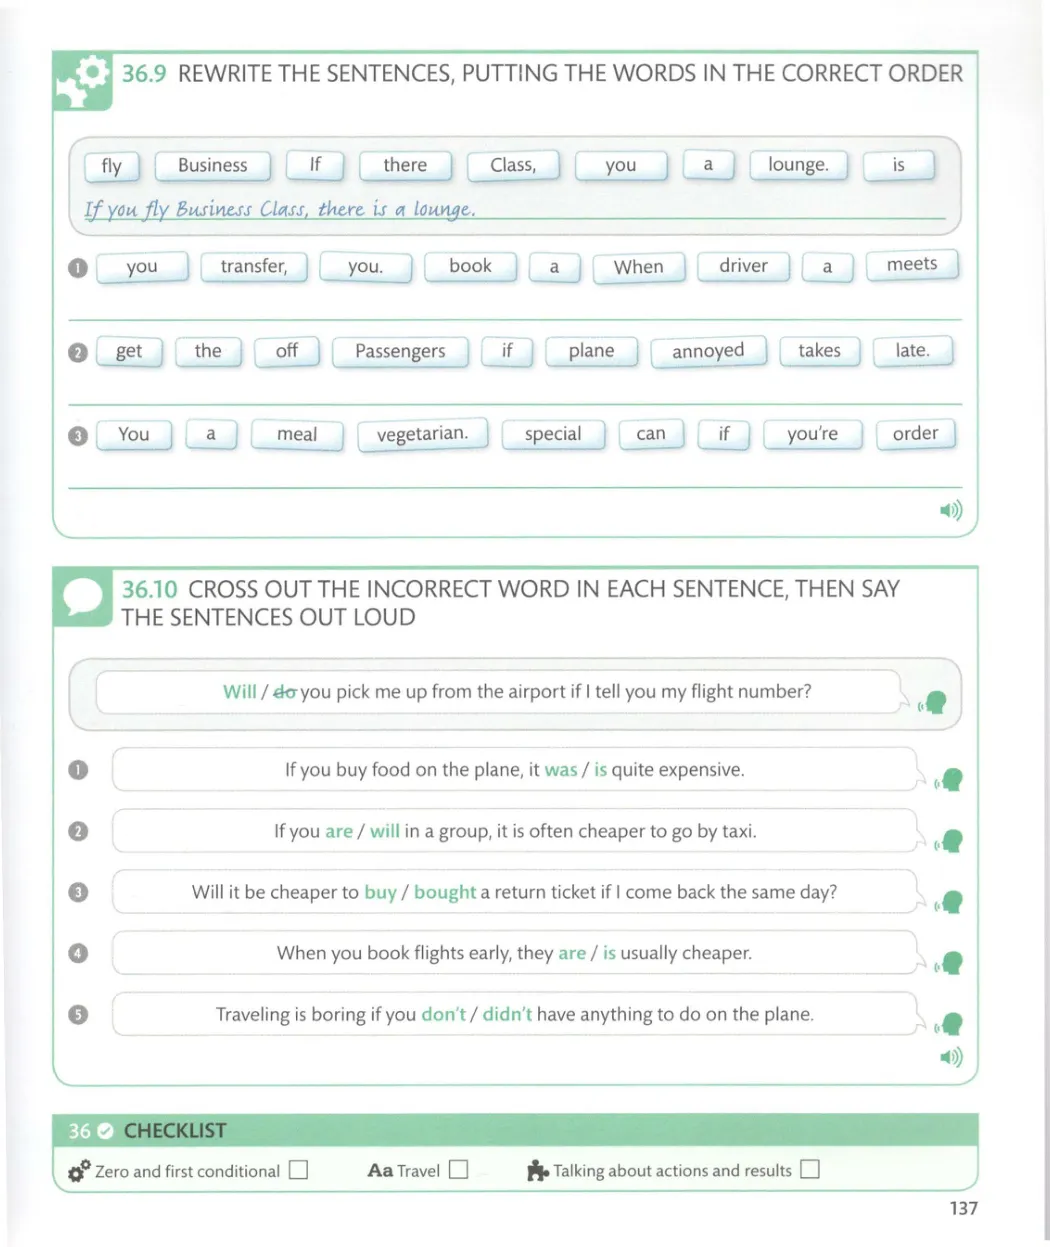 36.9 REWRITE THE SENTENCES, PUTTING THE WORDS IN THE CORRECT ORDER
fly Business If there Class, you a lounge. is
If you fly Business Class, there is a lounge.
1 you transfer, you. book a When driver a meets
2 get the off Passengers if plane annoyed takes late.
3 You a meal vegetarian. special can if you're order
36.10 CROSS OUT THE INCORRECT WORD IN EACH SENTENCE, THEN SAY
THE SENTENCES OUT LOUD
Will / do you pick me up from the airport if I tell you my flight number?
1 If you buy food on the plane, it was / is quite expensive.
2 If you are / will in a group, it is often cheaper to go by taxi.
3 Will it be cheaper to buy / bought a return ticket if I come back the same day?
4 When you book flights early, they are / is usually cheaper.
5 Traveling is boring if you don't / didn't have anything to do on the plane.
36 CHECKLIST
Zero and first conditional Aa Travel Talking about actions and results
137